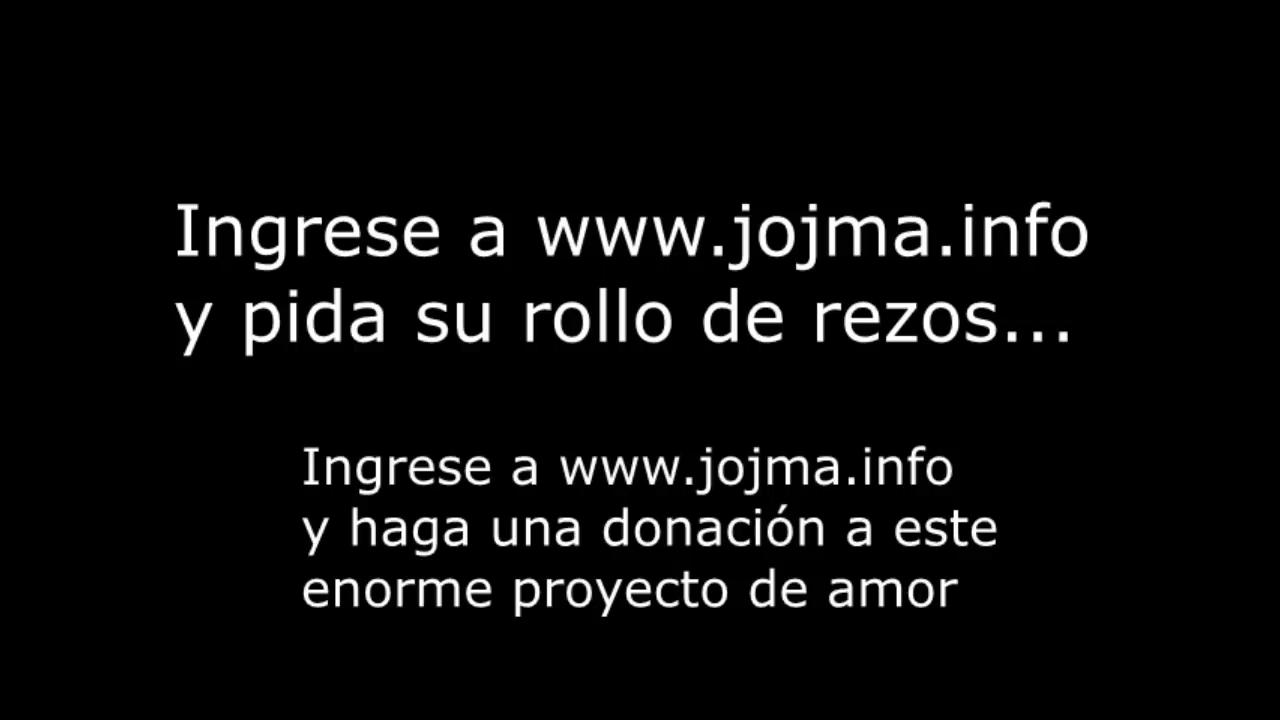 Ingrese a www.jojma.info
y pida su rollo de rezos...
Ingrese a www.jojma.info
y haga una donación a este
enorme proyecto de amor